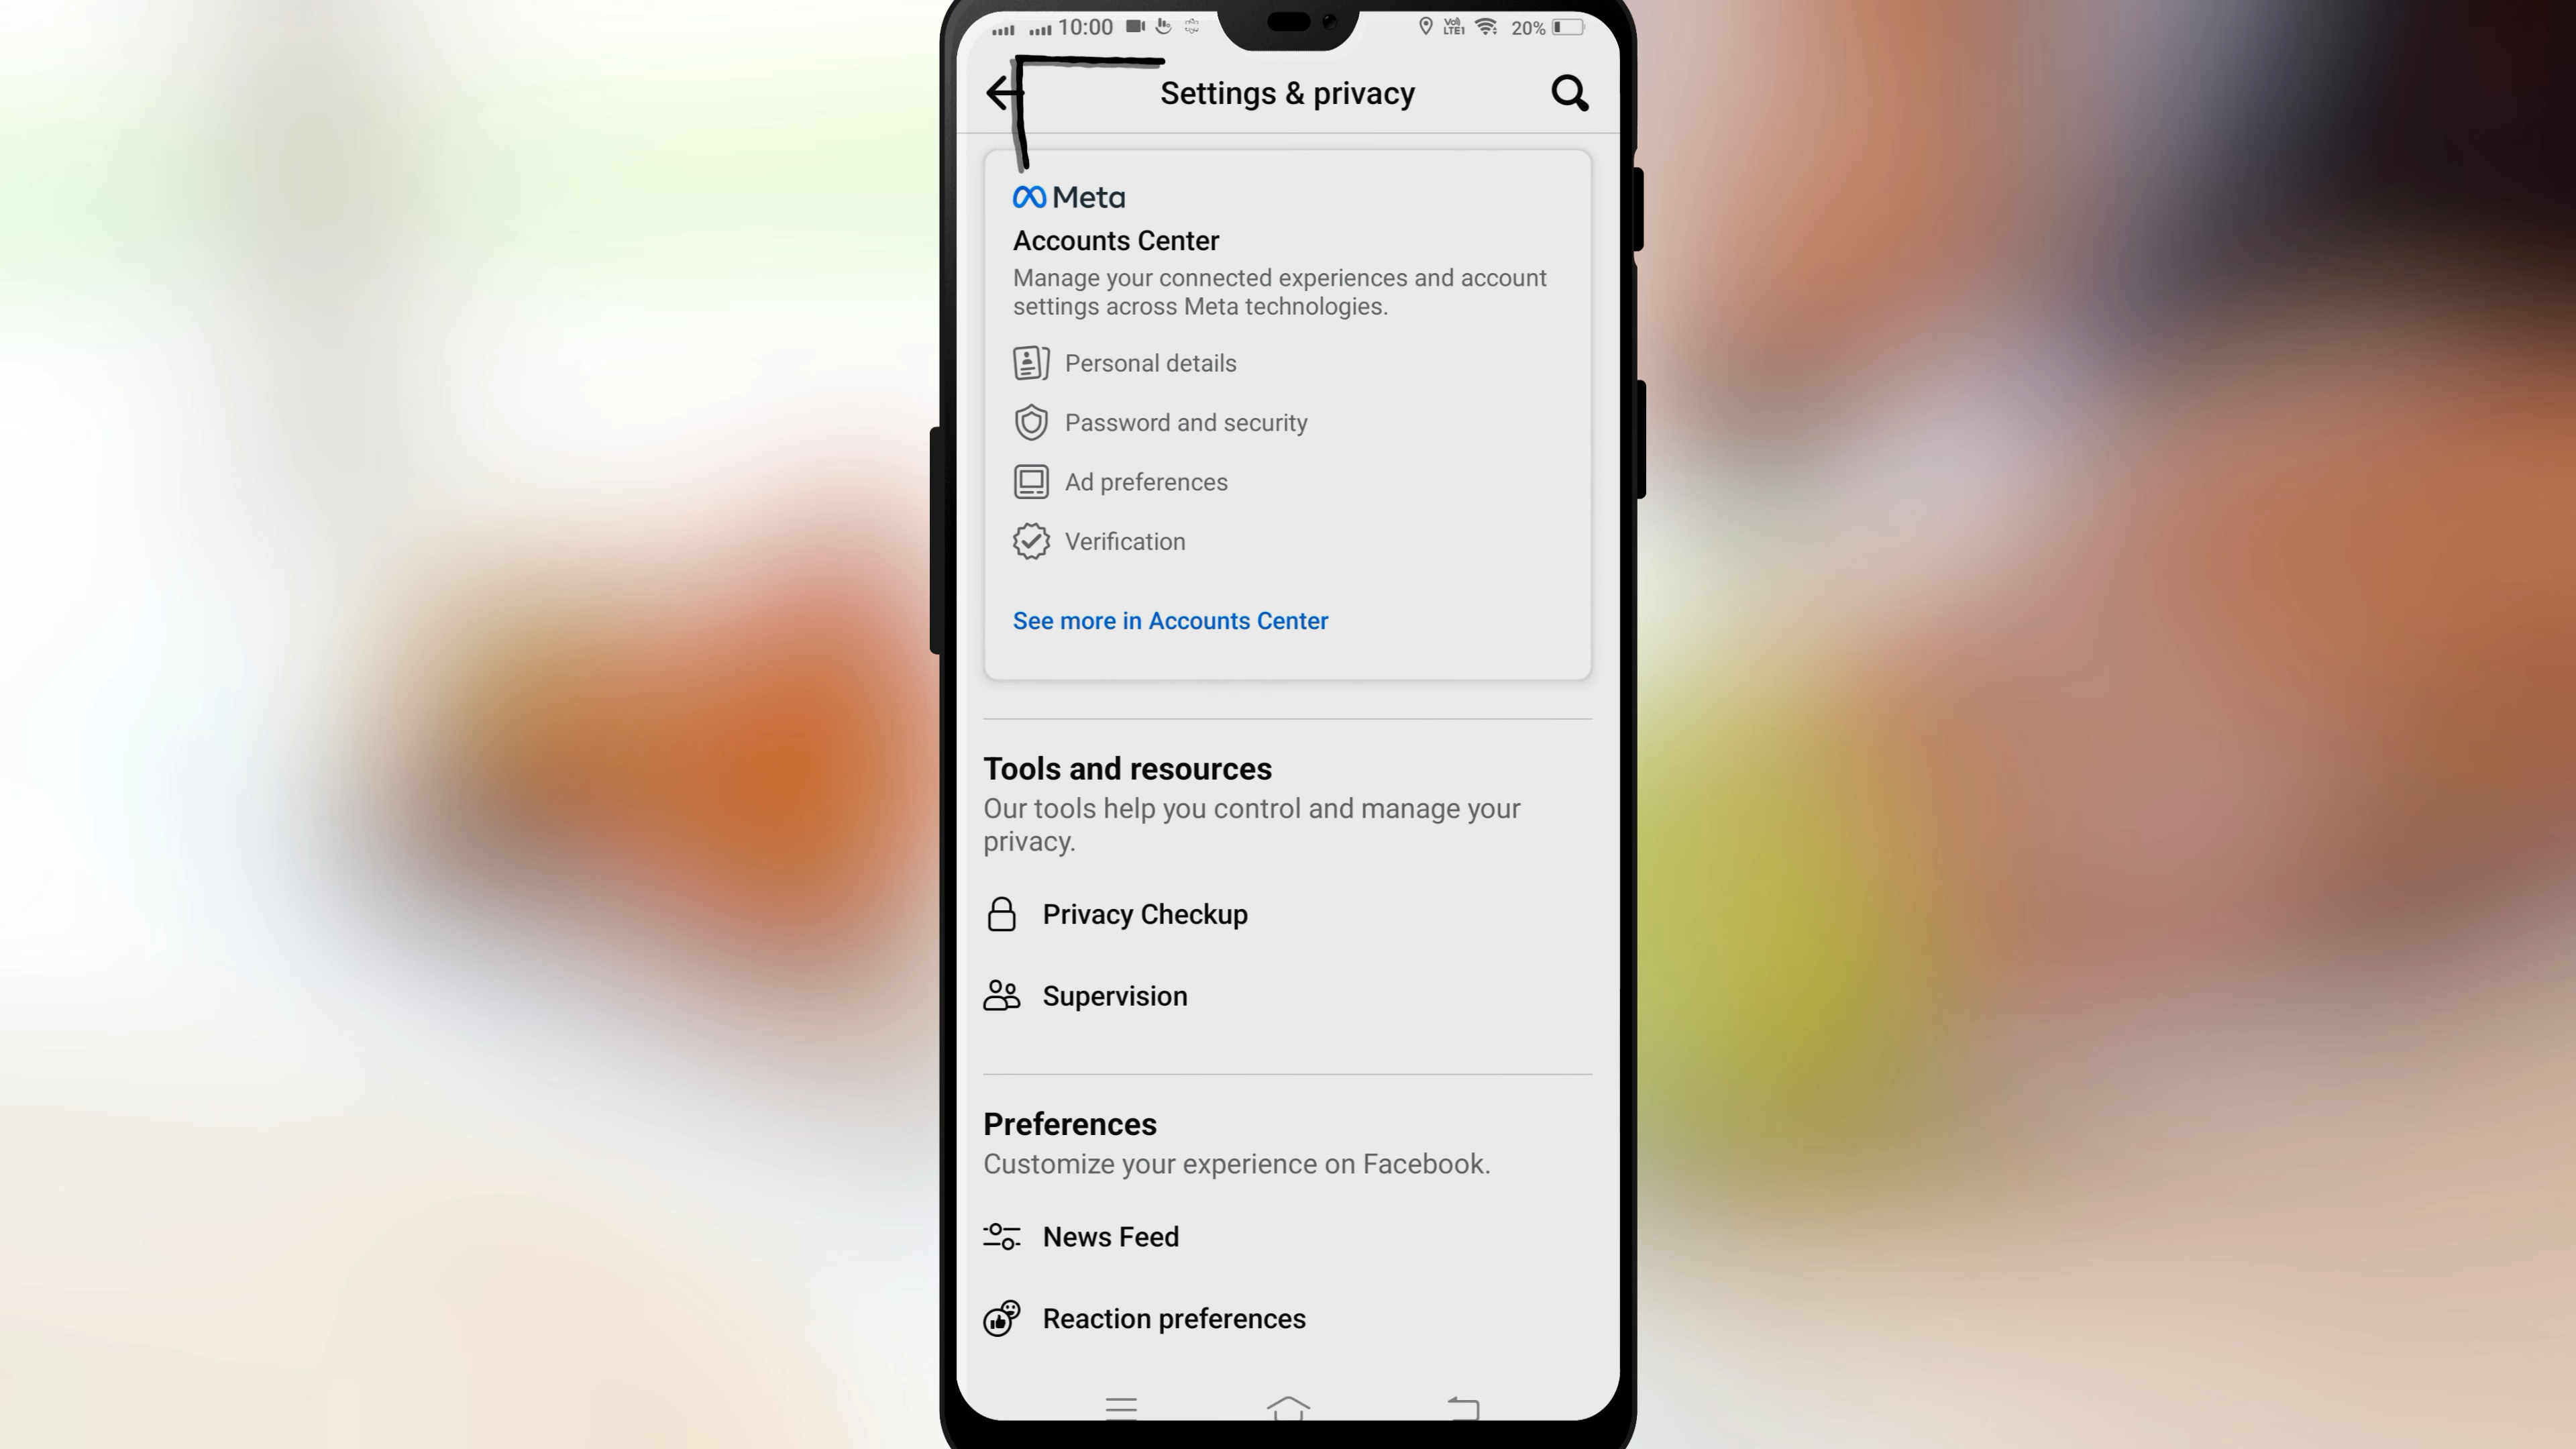 10:00
VoI) LTE1
20%
Settings & privacy
Meta
Accounts Center
Manage your connected experiences and account
settings across Meta technologies.
Personal details
Password and security
Ad preferences
Verification
See more in Accounts Center
Tools and resources
Our tools help you control and manage your
privacy.
Privacy Checkup
Supervision
Preferences
Customize your experience on Facebook.
News Feed
Reaction preferences